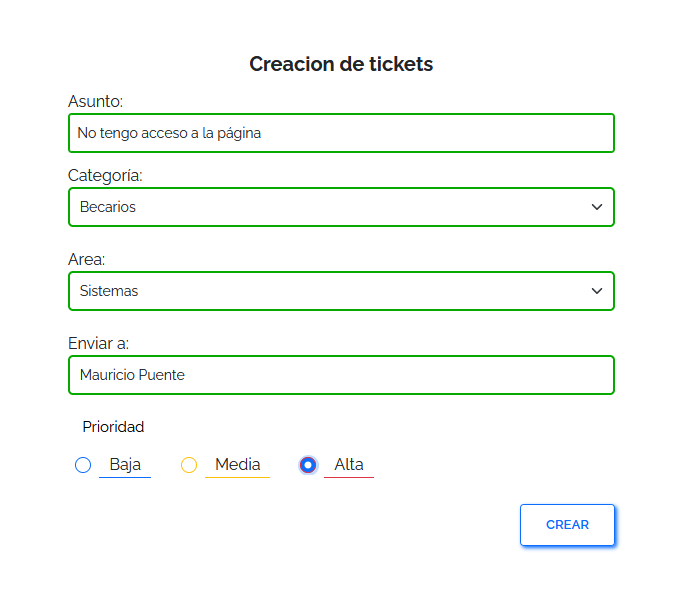 Creacion de tickets
Asunto:
No tengo acceso a la página
Categoría:
Becarios
Area:
Sistemas
Enviar a:
Mauricio Puente
Prioridad
Baja Media Alta
CREAR